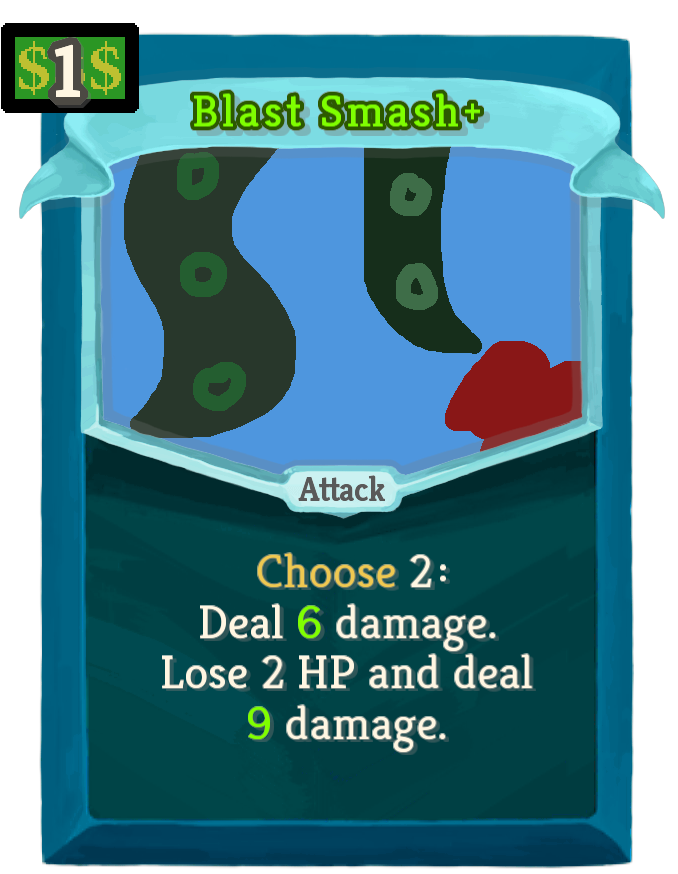 $1$
Blast Smash+
Attack
Choose 2:
Deal 6 damage.
Lose 2 HP and deal
9 damage.